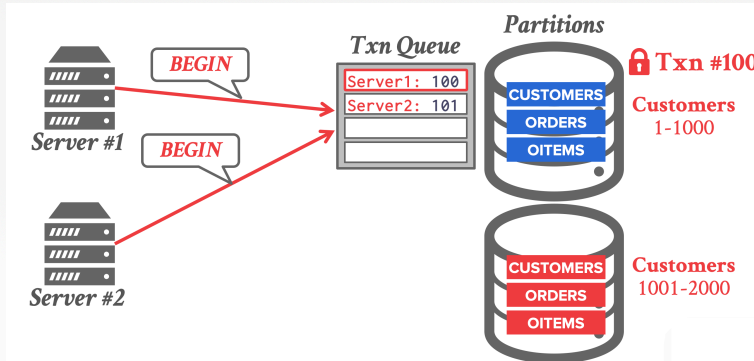 Partitions
Txn Queue
BEGIN
Txn #100
Server1: 100
Server2: 101
CUSTOMERS
ORDERS
OITEMS
Customers
1-1000
Server #1
BEGIN
Server #2
CUSTOMERS
ORDERS
OITEMS
Customers
1001-2000